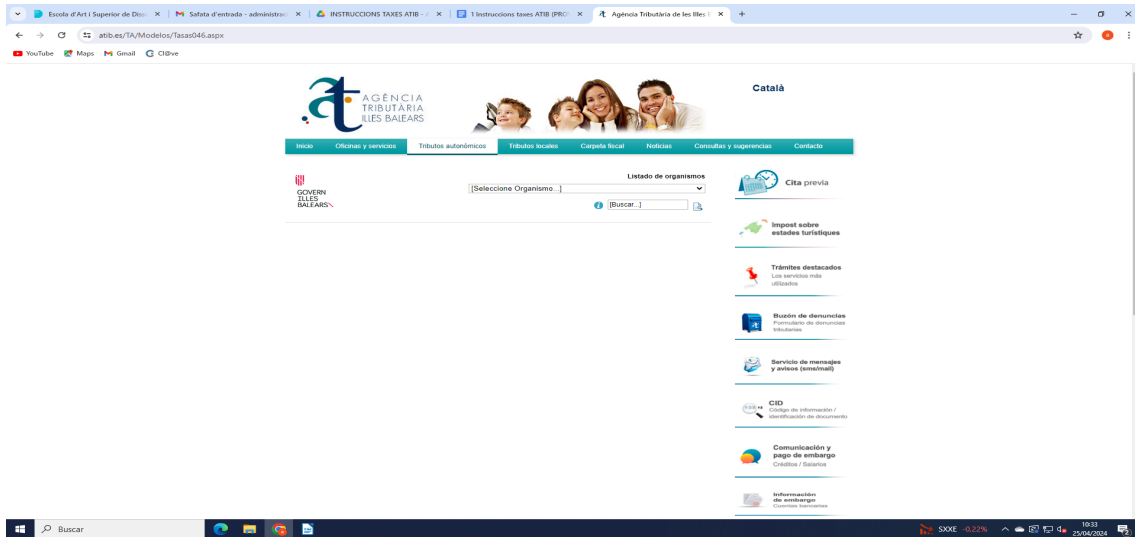 Escola d'Art i Superior de Diss
Safata d'entrada - administrac
INSTRUCCIONS TAXES ATIB -
1 Instruccions taxes ATIB (PRO
Agència Tributària de les Illes
atib.es/TA/Modelos/Tasas046.aspx
YouTube
Maps
Gmail
Cl@ve
AGÈNCIA
TRIBUTÀRIA
ILLES BALEARS
Català
Inicio
Oficinas y servicios
Tributos autonómicos
Tributos locales
Carpeta fiscal
Noticias
Consultas y sugerencias
Contacto
GOVERN
ILLES
BALEARS
Listado de organismos
[Seleccione Organismo...]
[Buscar...]
Cita previa
Impost sobre
estades turístiques
Trámites destacados
Los servicios más
utilizados
Buzón de denuncias
Formulario de denuncias
tributarias
Servicio de mensajes
y avisos (sms/mail)
CID
Código de información /
identificación de documento
Comunicación y
pago de embargo
Créditos / Salarios
Información
de embargo
Cuentas bancarias
Buscar
SXXE -0,22%
10:33
25/04/2024